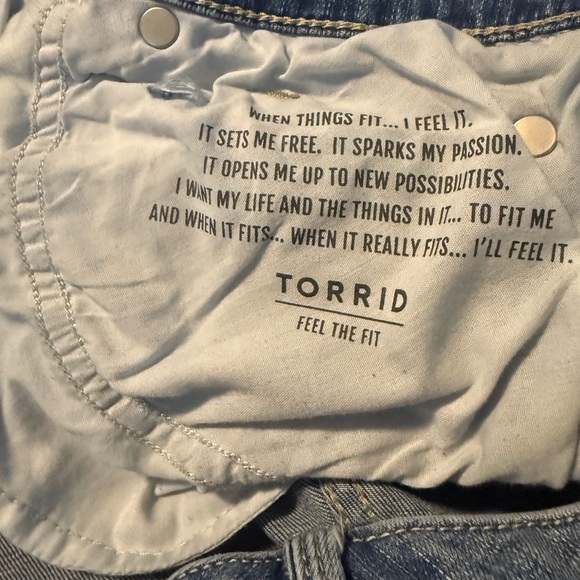 WHEN THINGS FIT... I FEEL IT.
IT SETS ME FREE. IT SPARKS MY PASSION.
IT OPENS ME UP TO NEW POSSIBILITIES.
I WANT MY LIFE AND THE THINGS IN IT... TO FIT ME
AND WHEN IT FITS... WHEN IT REALLY FITS... I'LL FEEL IT.
TORRID
FEEL THE FIT